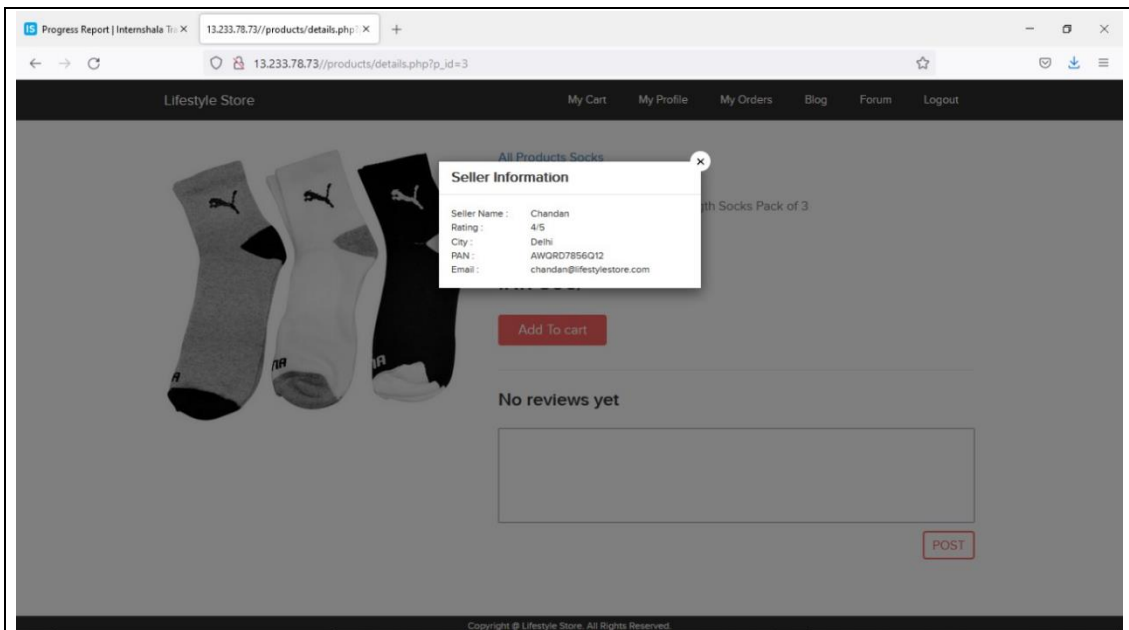 Progress Report | Internshala Tra
13.233.78.73//products/details.php?
13.233.78.73//products/details.php?p_id=3
Lifestyle Store
My Cart My Profile My Orders Blog Forum Logout
All Products Socks
Seller Information
Seller Name : Chandan
Rating : 4/5
City : Delhi
PAN : AWQRD7856Q12
Email : chandan@lifestylestore.com
Socks Pack of 3
Add To cart
No reviews yet
POST
Copyright @ Lifestyle Store. All Rights Reserved.